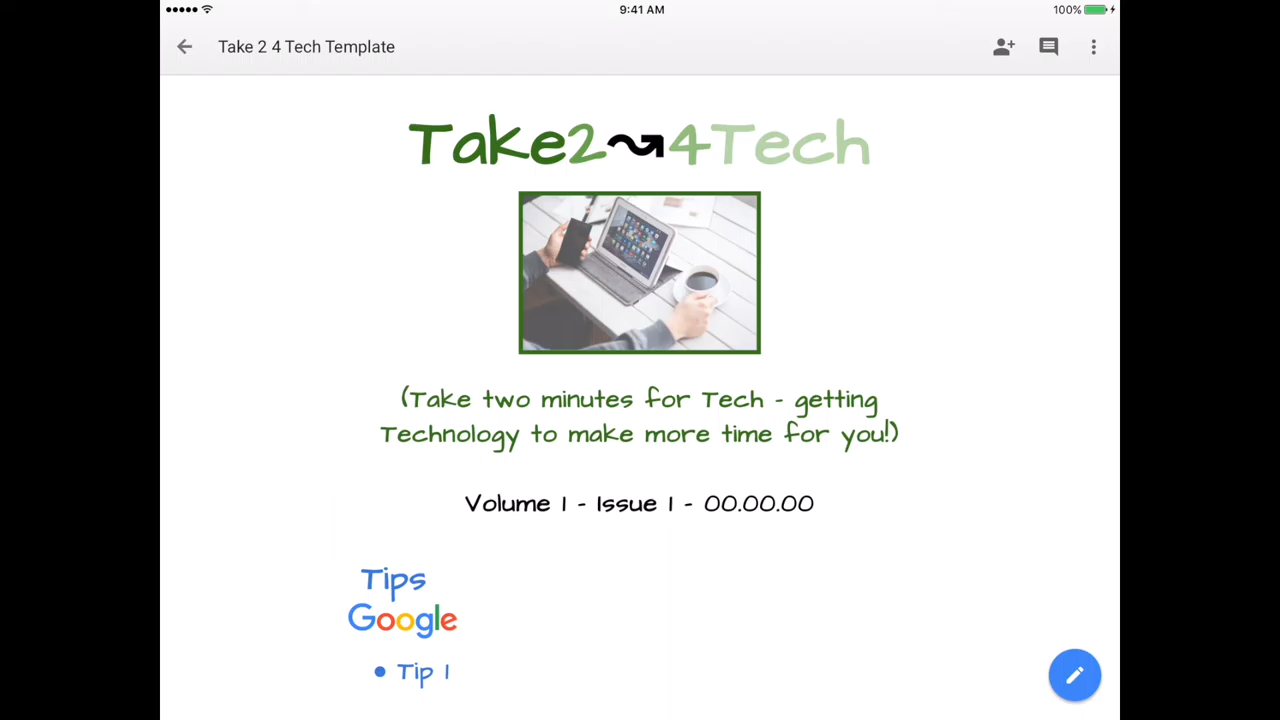 9:41 AM
100%
Take 2 4 Tech Template
Take2↝4Tech
(Take two minutes for Tech - getting
Technology to make more time for you!)
Volume 1 - Issue 1 - 00.00.00
Tips
Google
● Tip 1